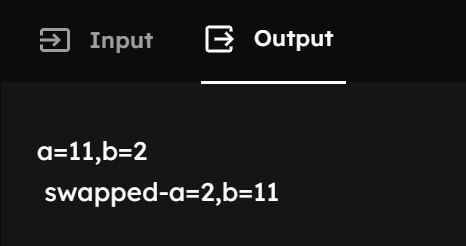 Input Output
a=11,b=2
swapped-a=2,b=11